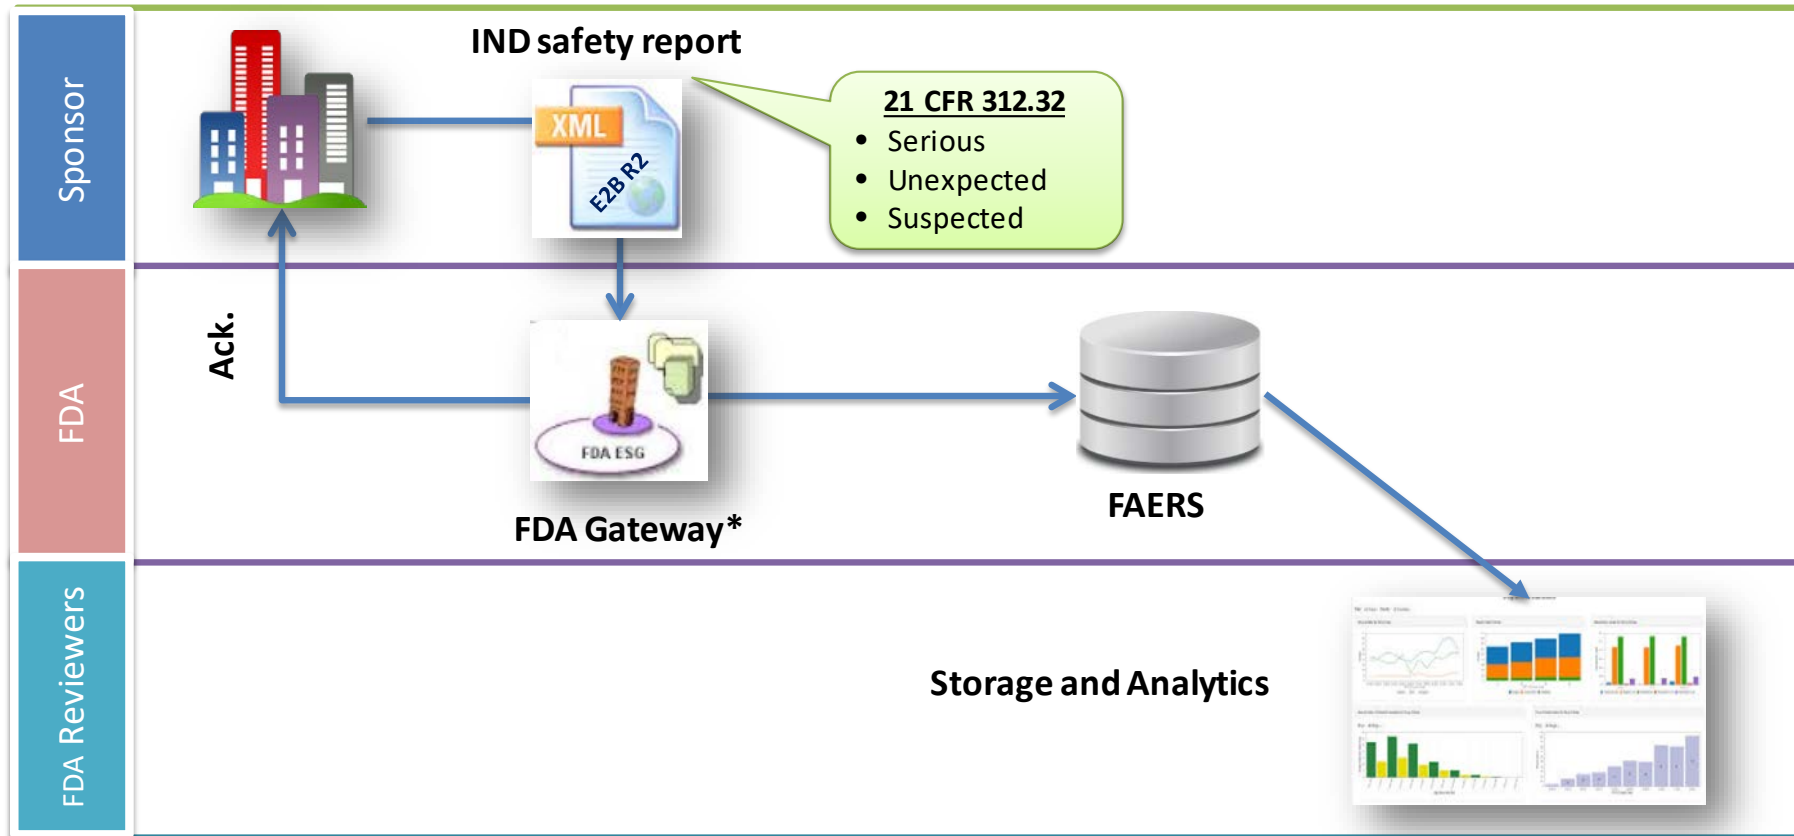 Sponsor
IND safety report
XML
E2B R2
21 CFR 312.32
• Serious
• Unexpected
• Suspected
FDA
Ack.
FDA ESG
FDA Gateway*
FAERS
FDA Reviewers
Storage and Analytics